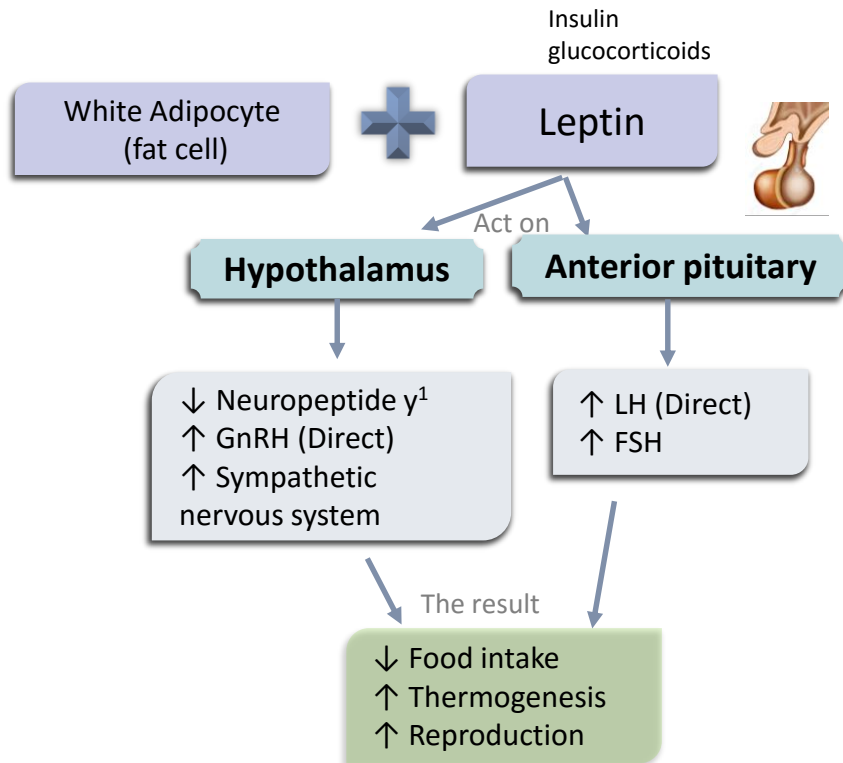 Insulin
glucocorticoids
White Adipocyte
(fat cell)
Leptin
Act on
Hypothalamus
Anterior pituitary
↓ Neuropeptide y¹
↑ GnRH (Direct)
↑ Sympathetic
nervous system
↑ LH (Direct)
↑ FSH
The result
↓ Food intake
↑ Thermogenesis
↑ Reproduction